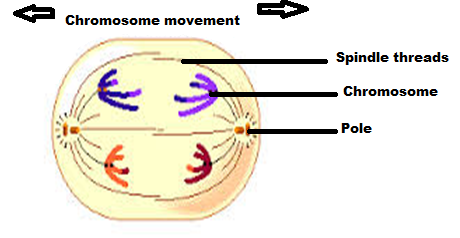 Chromosome movement
Spindle threads
Chromosome
Pole